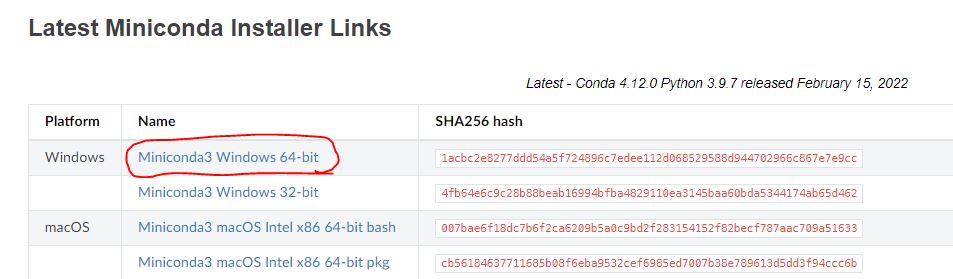 Latest Miniconda Installer Links
Latest - Conda 4.12.0 Python 3.9.7 released February 15, 2022
Platform Name SHA256 hash
Windows Miniconda3 Windows 64-bit 1acbc2e8277ddd54a5f724896c7edee112d068529588d944702966c867e7e9cc
Miniconda3 Windows 32-bit 4fb64e6c9c28b88beab16994bfba4829110ea3145baa60bda5344174ab65d462
macOS Miniconda3 macOS Intel x86 64-bit bash 007bae6f18dc7b6f2ca6209b5a0c9bd2f283154152f82becf787aac709a51633
Miniconda3 macOS Intel x86 64-bit pkg cb56184637711685b08f6eba9532cef6985ed7007b38e789613d5dd3f94ccc6b